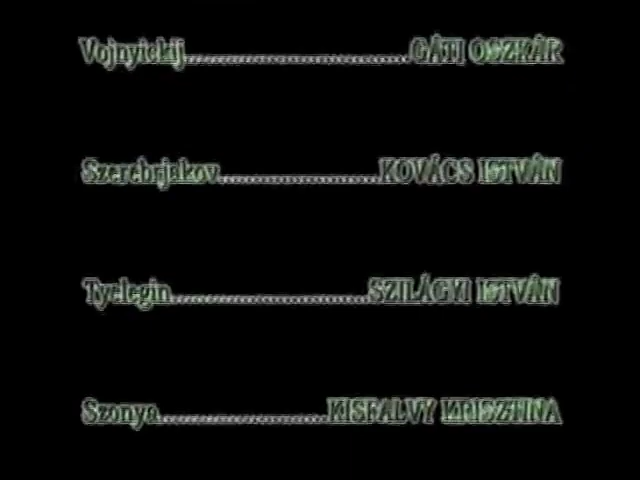 Vojnyickij........................GÁTI OSZKÁR
Szerebrjakov.................KOVÁCS ISTVÁN
Tyelegin.....................SZILÁGYI ISTVÁN
Szonya..................KISFALVY KRISZTINA